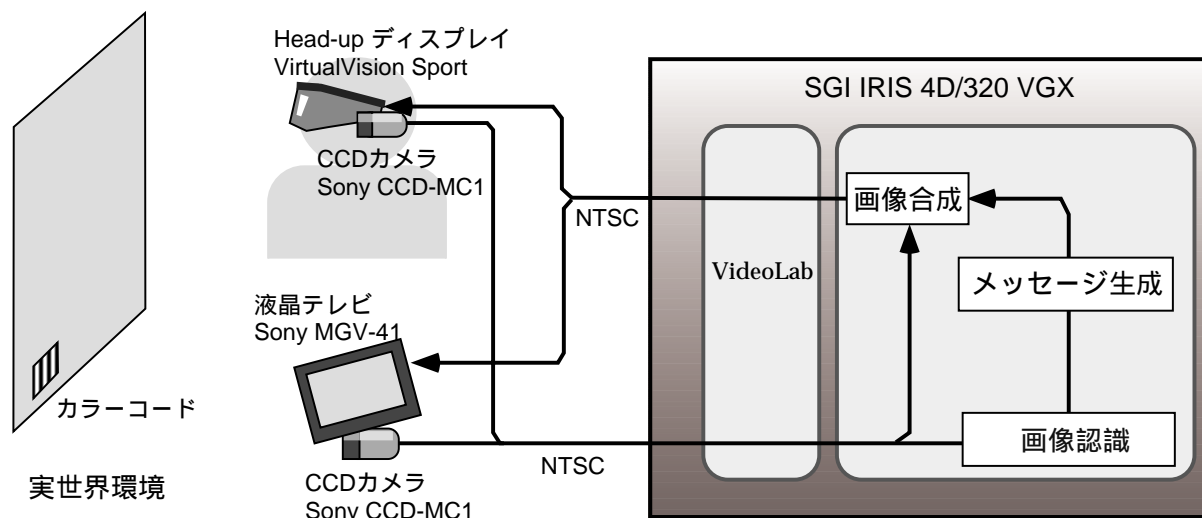 Head-up ディスプレイ
VirtualVision Sport
CCDカメラ
Sony CCD-MC1
液晶テレビ
Sony MGV-41
CCDカメラ
Sony CCD-MC1
カラーコード
実世界環境
NTSC
NTSC
SGI IRIS 4D/320 VGX
VideoLab
画像合成
メッセージ生成
画像認識